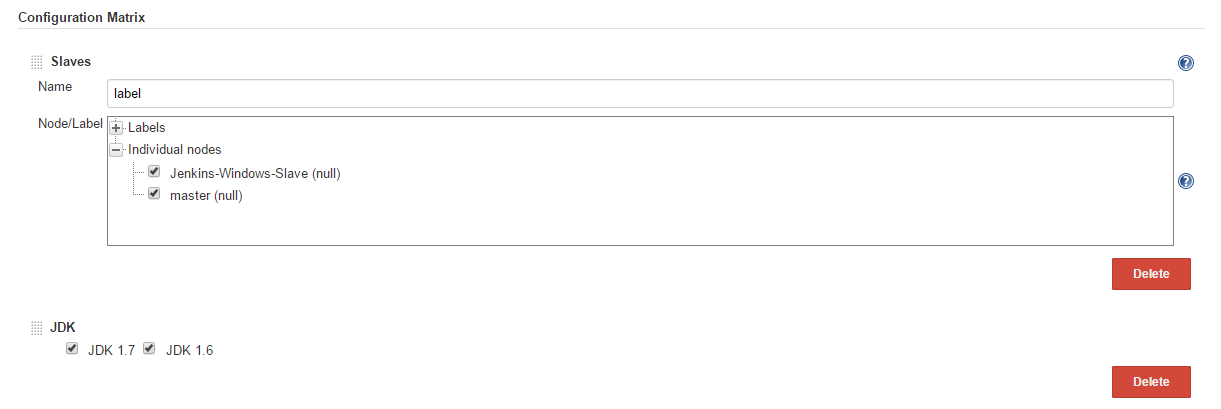 Configuration Matrix
Slaves
Name
label
Node/Label
Labels
Individual nodes
Jenkins-Windows-Slave (null)
master (null)
Delete
JDK
JDK 1.7 JDK 1.6
Delete